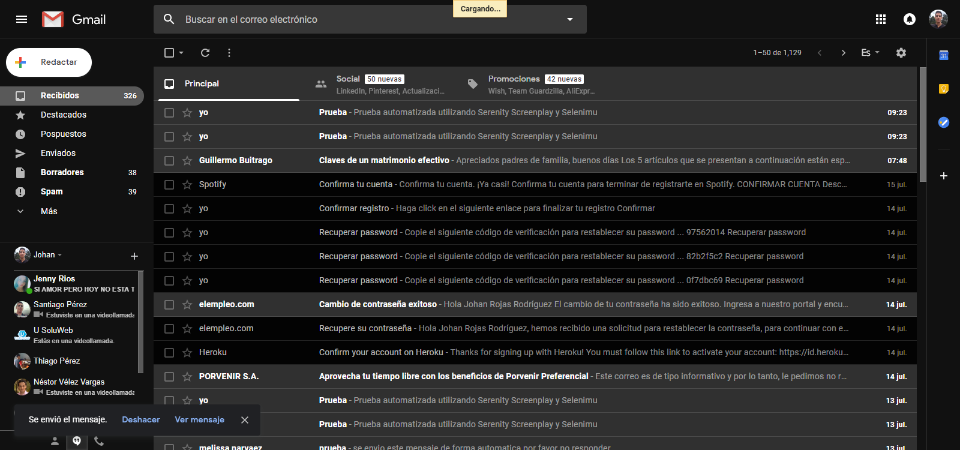 Cargando...
Gmail
Buscar en el correo electrónico
1–50 de 1,129
Es
Redactar
Recibidos 326
Destacados
Pospuestos
Enviados
Borradores 38
Spam 39
Más
Johan
Jenny Rios
SI AMOR PERO HOY NO ESTA T
Santiago Pérez
Estuviste en una videollamada
U SoluWeb
Estás en una videollamada.
Thiago Pérez
Néstor Vélez Vargas
Estuviste en una videollamada
Principal
Social 50 nuevas
LinkedIn, Pinterest, Actualizaci...
Promociones 42 nuevas
Wish, Team Guardzilla, AliExpr...
yo Prueba - Prueba automatizada utilizando Serenity Screenplay y Selenimu 09:23
yo Prueba - Prueba automatizada utilizando Serenity Screenplay y Selenimu 09:23
Guillermo Buitrago Claves de un matrimonio efectivo - Apreciados padres de familia, buenos días Los 5 artículos que se presentan a continuación están esp... 07:48
Spotify Confirma tu cuenta - Confirma tu cuenta. ¡Ya casi! Confirma tu cuenta para terminar de registrarte en Spotify. CONFIRMAR CUENTA Desc... 15 jul.
yo Confirmar registro - Haga click en el siguiente enlace para finalizar tu registro Confirmar 14 jul.
yo Recuperar password - Copie el siguiente código de verificación para restablecer su password ... 97562014 Recuperar password 14 jul.
yo Recuperar password - Copie el siguiente código de verificación para restablecer su password ... 82b2f5c2 Recuperar password 14 jul.
yo Recuperar password - Copie el siguiente código de verificación para restablecer su password ... 0f7dbc69 Recuperar password 14 jul.
elempleo.com Cambio de contraseña exitoso - Hola Johan Rojas Rodríguez El cambio de tu contraseña ha sido exitoso. Ingresa a nuestro portal y encu... 14 jul.
elempleo.com Recupere su contraseña - Hola Johan Rojas Rodriguez, hemos recibido una solicitud para restablecer la contraseña, para continuar con e... 14 jul.
Heroku Confirm your account on Heroku - Thanks for signing up with Heroku! You must follow this link to activate your account: https://id.heroku... 14 jul.
PORVENIR S.A. Aprovecha tu tiempo libre con los beneficios de Porvenir Preferencial - Este correo es de tipo informativo y por lo tanto, le pedimos no r... 14 jul.
yo Prueba - Prueba automatizada utilizando Serenity Screenplay y Selenimu 13 jul.
Prueba - Prueba automatizada utilizando Serenity Screenplay y Selenimu 13 jul.
melissa narvaez prueba - se envio este mensaje de forma automatica por favor no responder 13 jul.
Se envió el mensaje. Deshacer Ver mensaje